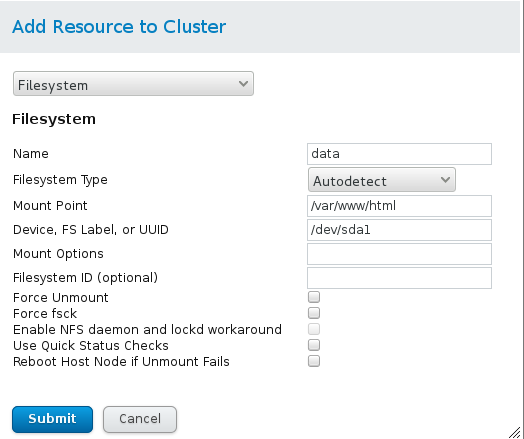 Add Resource to Cluster
Filesystem
Filesystem
Name data
Filesystem Type Autodetect
Mount Point /var/www/html
Device, FS Label, or UUID /dev/sda1
Mount Options
Filesystem ID (optional)
Force Unmount
Force fsck
Enable NFS daemon and lockd workaround
Use Quick Status Checks
Reboot Host Node if Unmount Fails
Submit Cancel